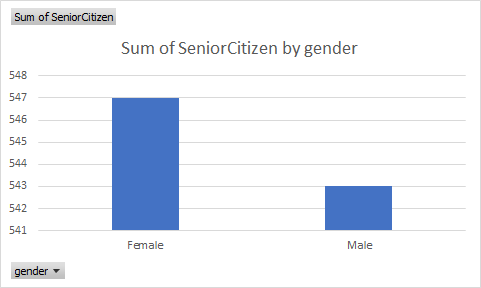 Sum of SeniorCitizen
Sum of SeniorCitizen by gender
548
547
546
545
544
543
542
541
Female
Male
gender